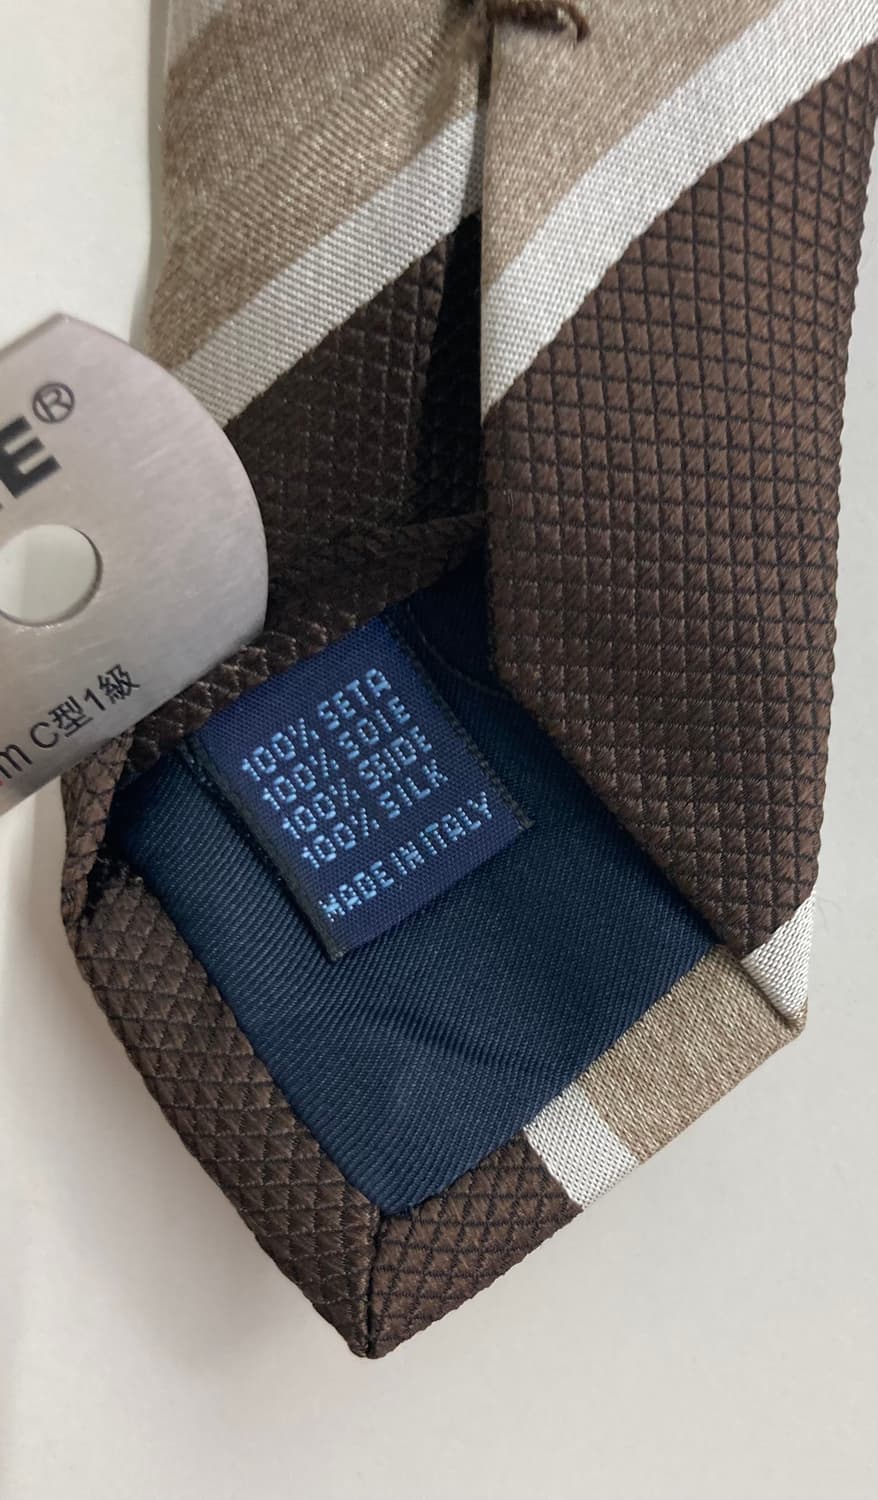 E®
m C型1級
100% SETA
100% SOIE
100% SEIDE
100% SILK
MADE IN ITALY